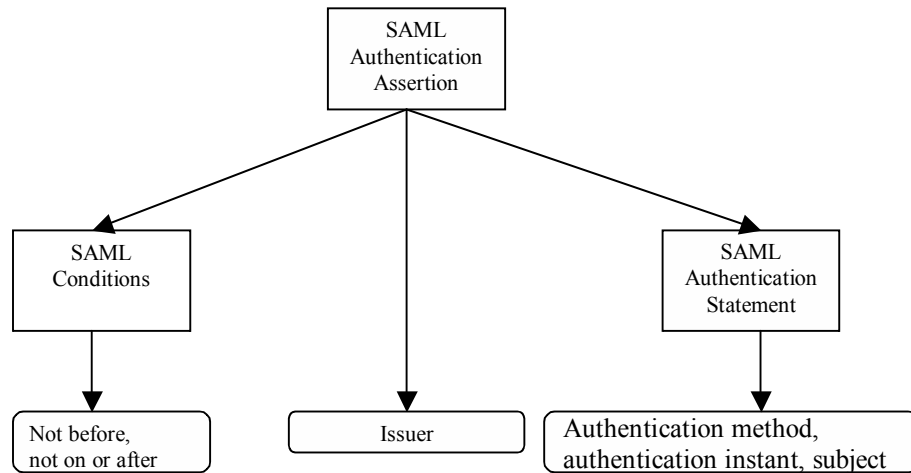 SAML
Authentication
Assertion
SAML
Conditions
SAML
Authentication
Statement
Not before,
not on or after
Issuer
Authentication method,
authentication instant, subject